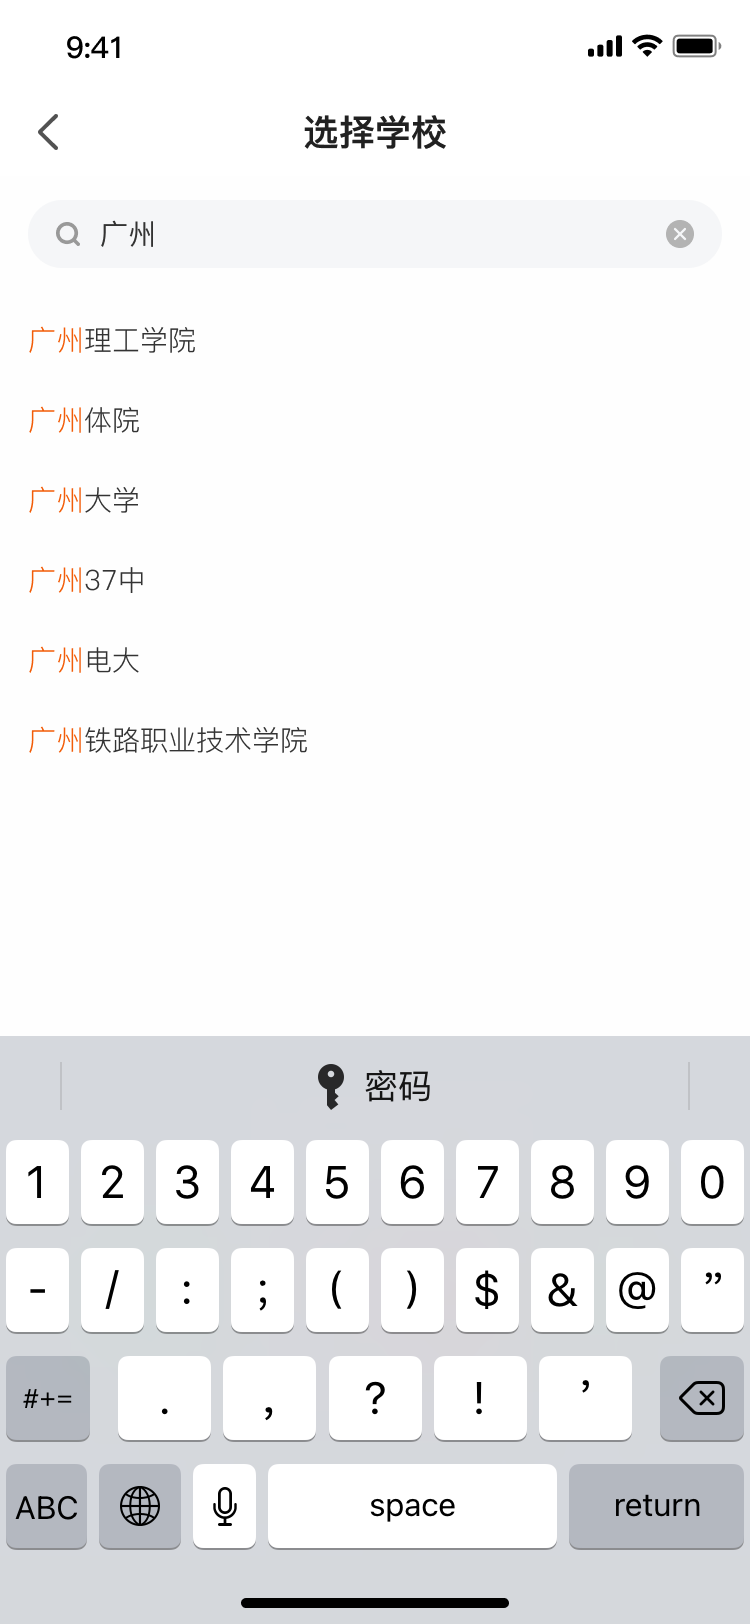 9:41
选择学校
广州
广州理工学院
广州体院
广州大学
广州37中
广州电大
广州铁路职业技术学院
密码
1 2 3 4 5 6 7 8 9 0
- / : ; ( ) $ & @ ”
#+= . , ? ! ’
ABC space return